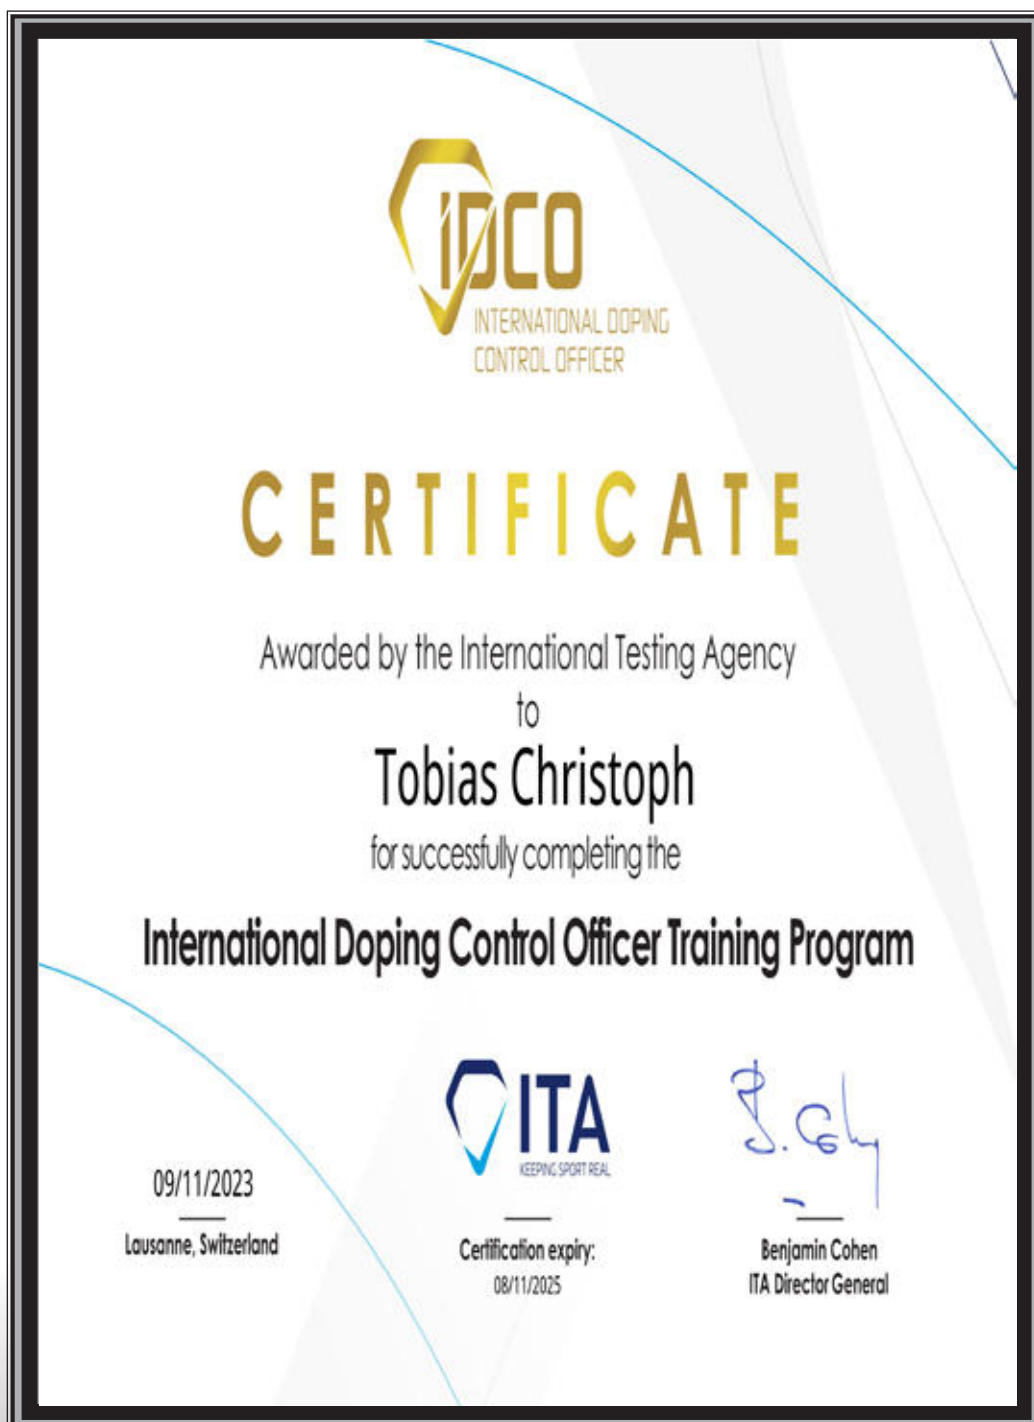 IDCO
INTERNATIONAL DOPING
CONTROL OFFICER
CERTIFICATE
Awarded by the International Testing Agency
to
Tobias Christoph
for successfully completing the
International Doping Control Officer Training Program
ITA
KEEPING SPORT REAL
B. Cohen
09/11/2023
Lausanne, Switzerland
Certification expiry:
08/11/2025
Benjamin Cohen
ITA Director General